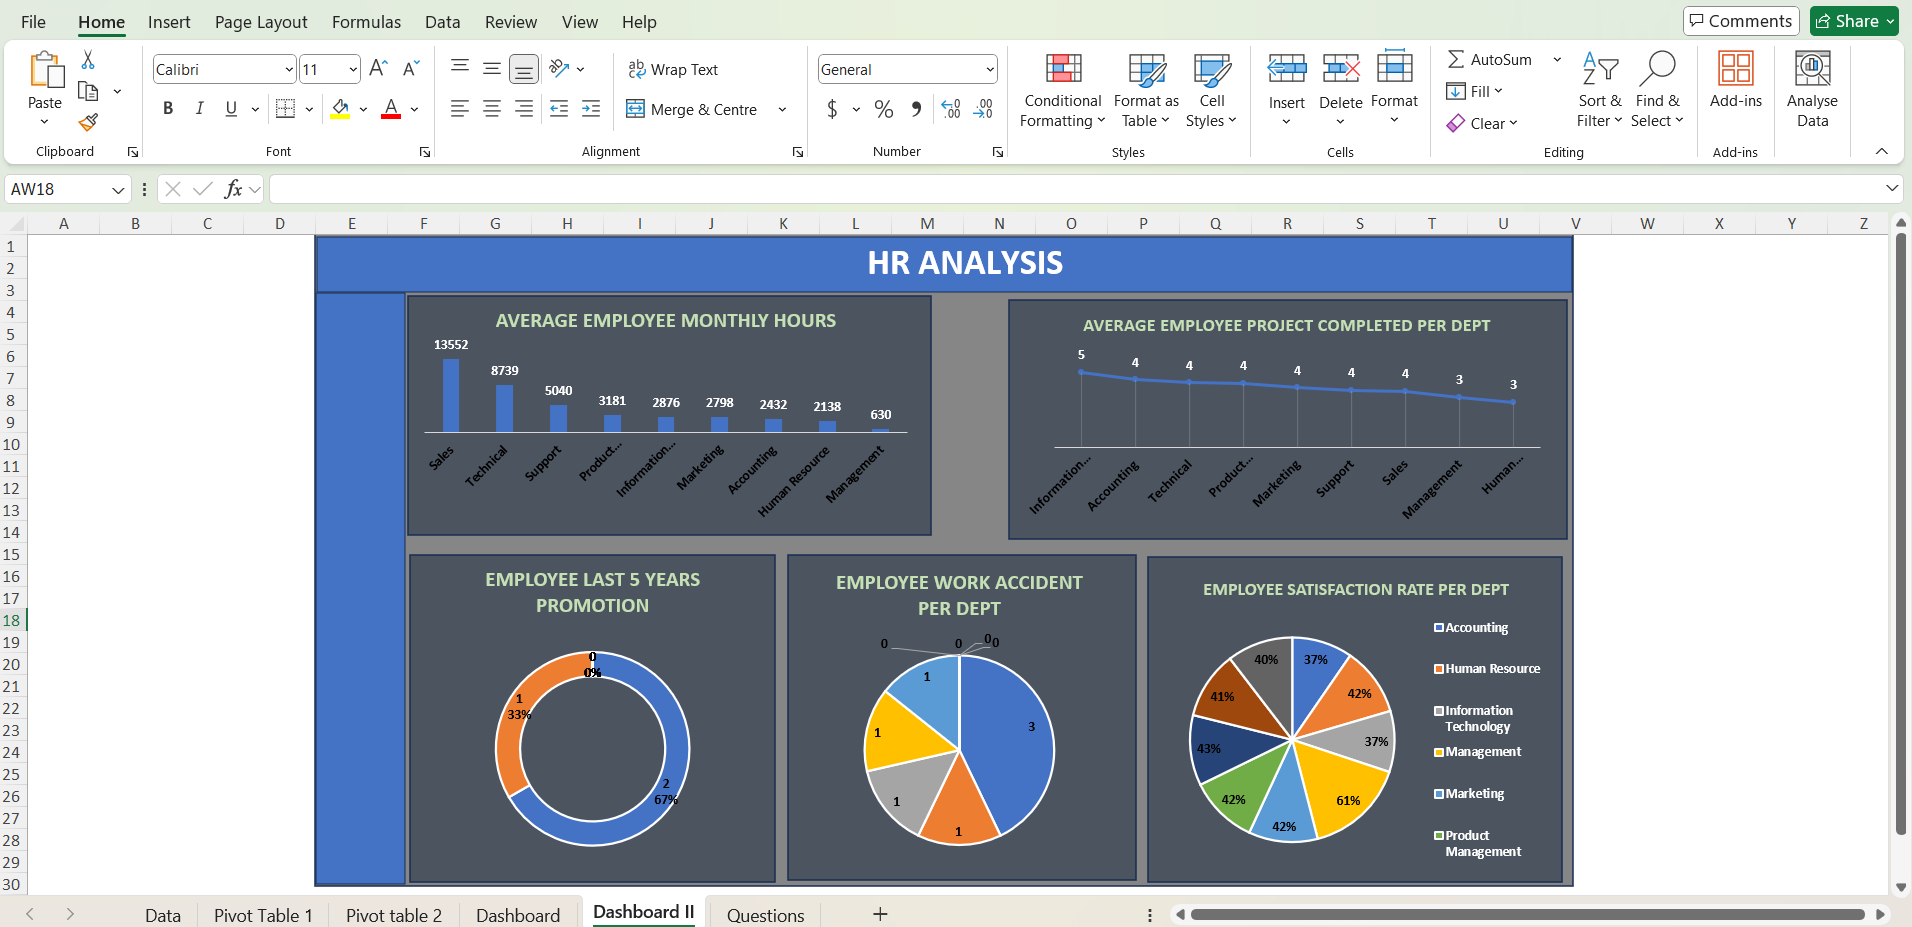 File Home Insert Page Layout Formulas Data Review View Help
Comments Share
Paste
Clipboard
Calibri 11
B I U A
Font
Wrap Text
Merge & Centre
Alignment
General
$ %
Number
Conditional Formatting
Format as Table
Cell Styles
Styles
Insert Delete Format
Cells
AutoSum
Fill
Clear
Sort & Filter
Find & Select
Editing
Add-ins
Add-ins
Analyse Data
AW18
fx
A B C D E F G H I J K L M N O P Q R S T U V W X Y Z
1
2
3
4
5
6
7
8
9
10
11
12
13
14
15
16
17
18
19
20
21
22
23
24
25
26
27
28
29
30
HR ANALYSIS
AVERAGE EMPLOYEE MONTHLY HOURS
13552 8739 5040 3181 2876 2798 2432 2138 630
Sales Technical Support Product... Information... Marketing Accounting Human Resource Management
AVERAGE EMPLOYEE PROJECT COMPLETED PER DEPT
5 4 4 4 4 4 4 3 3
Information... Accounting Technical Product... Marketing Support Sales Management Human...
EMPLOYEE LAST 5 YEARS
PROMOTION
0
0%
1
33%
2
67%
EMPLOYEE WORK ACCIDENT
PER DEPT
0 0 0 0
1
3
1
1
1
EMPLOYEE SATISFACTION RATE PER DEPT
40% 37%
41% 42%
43% 37%
42% 61%
42%
Accounting
Human Resource
Information
Technology
Management
Marketing
Product
Management
Data Pivot Table 1 Pivot table 2 Dashboard Dashboard II Questions +